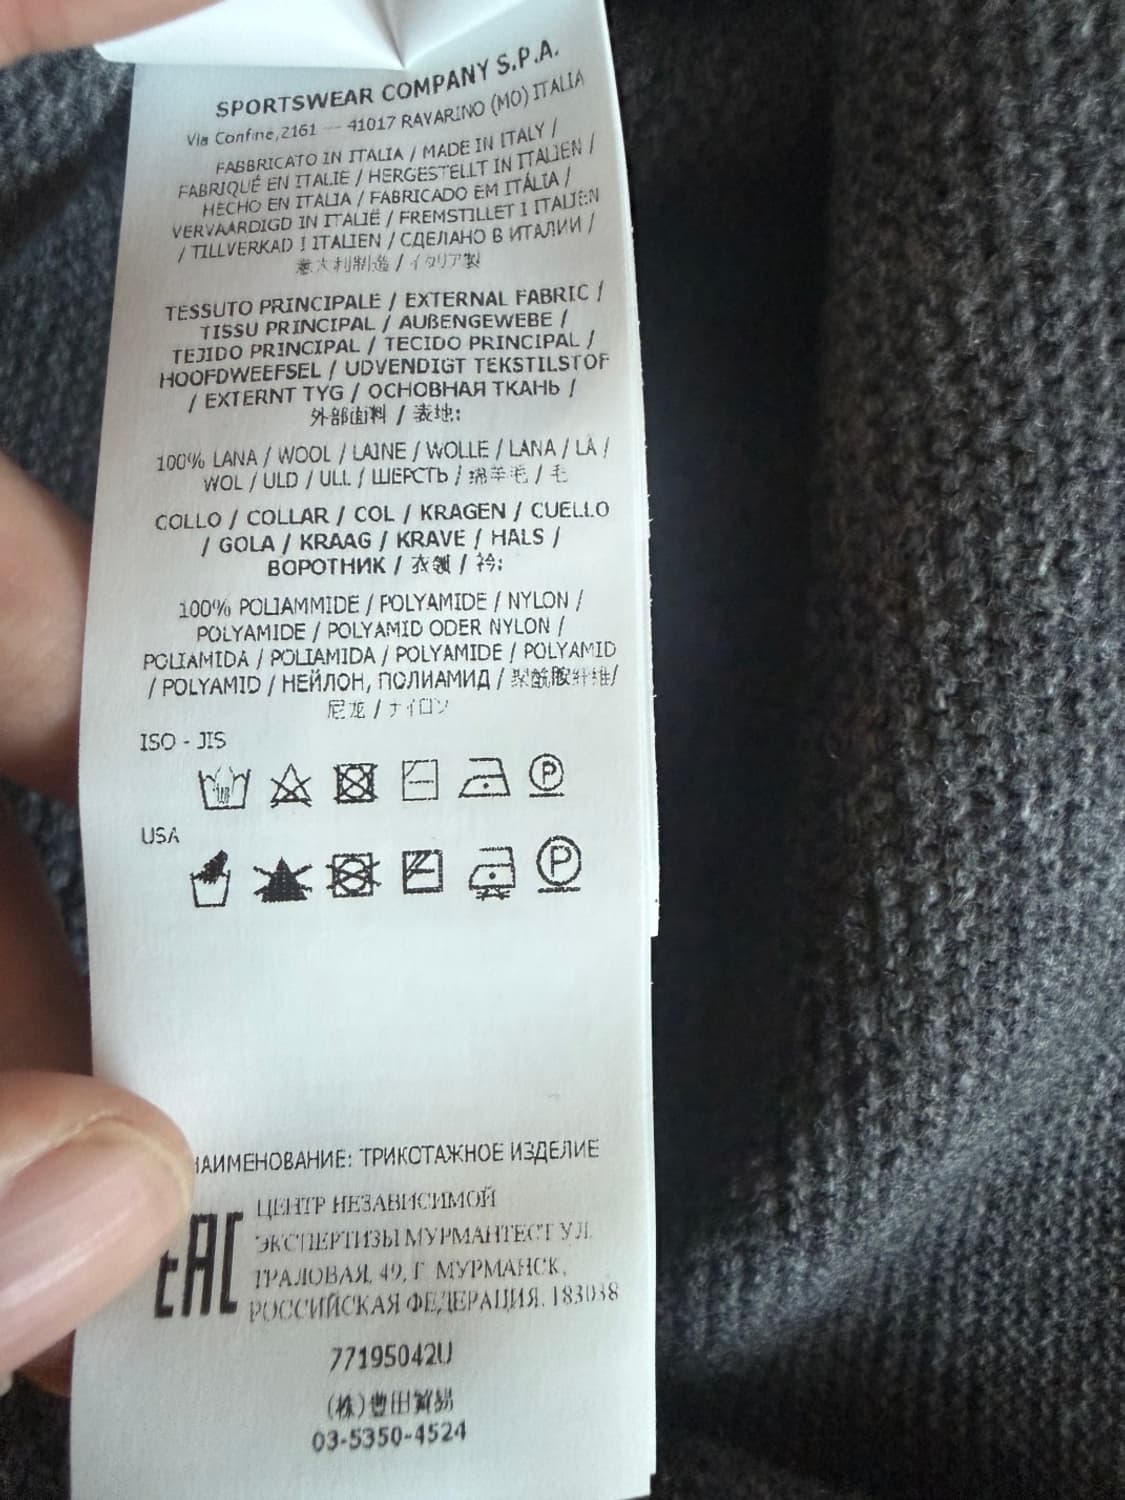 SPORTSWEAR COMPANY S.P.A.
Via Confine,2161 — 41017 RAVARINO (MO) ITALIA
FABBRICATO IN ITALIA / MADE IN ITALY /
FABRIQUÉ EN ITALIE / HERGESTELLT IN ITALIEN /
HECHO EN ITALIA / FABRICADO EM ITÁLIA /
VERVAARDIGD IN ITALIË / FREMSTILLET I ITALIEN
/ TILLVERKAD I ITALIEN / СДЕЛАНО В ИТАЛИИ /
意大利制造 / イタリア製
TESSUTO PRINCIPALE / EXTERNAL FABRIC /
TISSU PRINCIPAL / AUßENGEWEBE /
TEJIDO PRINCIPAL / TECIDO PRINCIPAL /
HOOFDWEEFSEL / UDVENDIGT TEKSTILSTOF
/ EXTERNT TYG / ОСНОВНАЯ ТКАНЬ /
外部面料 / 表地:
100% LANA / WOOL / LAINE / WOLLE / LANA / LÃ /
WOL / ULD / ULL / ШЕРСТЬ / 绵羊毛 / 毛
COLLO / COLLAR / COL / KRAGEN / CUELLO
/ GOLA / KRAAG / KRAVE / HALS /
ВОРОТНИК / 衣领 / 衿:
100% POLIAMMIDE / POLYAMIDE / NYLON /
POLYAMIDE / POLYAMID ODER NYLON /
POLIAMIDA / POLIAMIDA / POLYAMIDE / POLYAMID
/ POLYAMID / НЕЙЛОН, ПОЛИАМИД / 聚酰胺纤维/
尼龙 / ナイロン
ISO - JIS
P
USA
P
НАИМЕНОВАНИЕ: ТРИКОТАЖНОЕ ИЗДЕЛИЕ
EAC
ЦЕНТР НЕЗАВИСИМОЙ
ЭКСПЕРТИЗЫ МУРМАНТЕСТ УЛ.
ТРАЛОВАЯ, 49, Г. МУРМАНСК,
РОССИЙСКАЯ ФЕДЕРАЦИЯ, 183038
77195042U
(株)豊田貿易
03-5350-4524